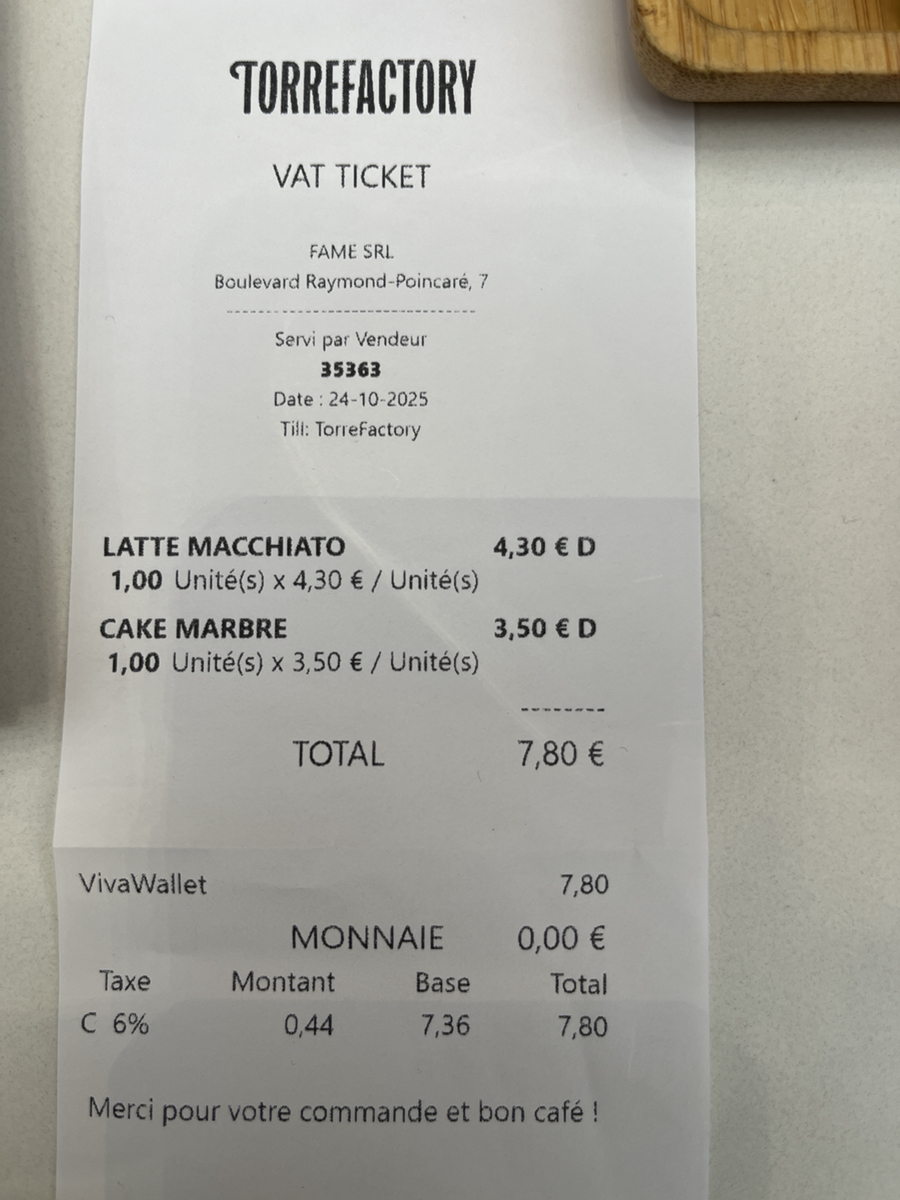 TORREFACTORY
VAT TICKET
FAME SRL
Boulevard Raymond-Poincaré, 7
--------------------------------
Servi par Vendeur
35363
Date : 24-10-2025
Till: TorreFactory
LATTE MACCHIATO 4,30 € D
1,00 Unité(s) x 4,30 € / Unité(s)
CAKE MARBRE 3,50 € D
1,00 Unité(s) x 3,50 € / Unité(s)
--------
TOTAL 7,80 €
VivaWallet 7,80
MONNAIE 0,00 €
Taxe Montant Base Total
C 6% 0,44 7,36 7,80
Merci pour votre commande et bon café !